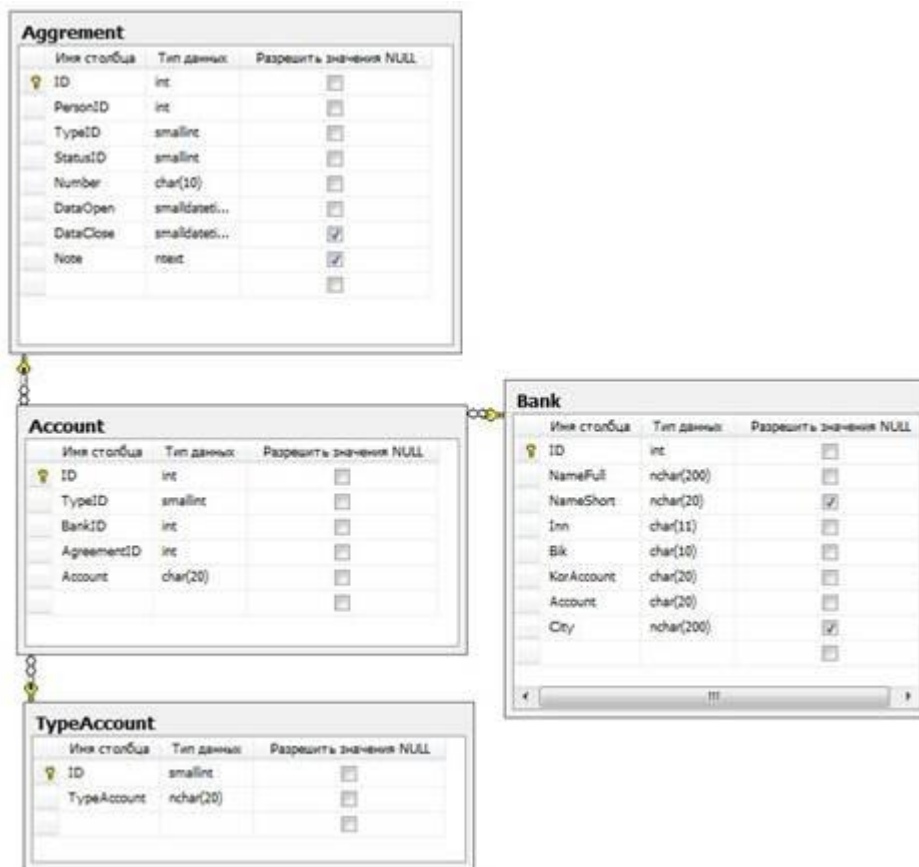 Aggrement
Имя столбца Тип данных Разрешить значения NULL
ID int
PersonID int
TypeID smallint
StatusID smallint
Number char(10)
DataOpen smalldateti...
DataClose smalldateti...
Note ntext
Account
Имя столбца Тип данных Разрешить значения NULL
ID int
TypeID smallint
BankID int
AgreementID int
Account char(20)
Bank
Имя столбца Тип данных Разрешить значения NULL
ID int
NameFull nchar(200)
NameShort nchar(20)
Inn char(11)
Bik char(10)
KorAccount char(20)
Account char(20)
City nchar(200)
TypeAccount
Имя столбца Тип данных Разрешить значения NULL
ID smallint
TypeAccount nchar(20)